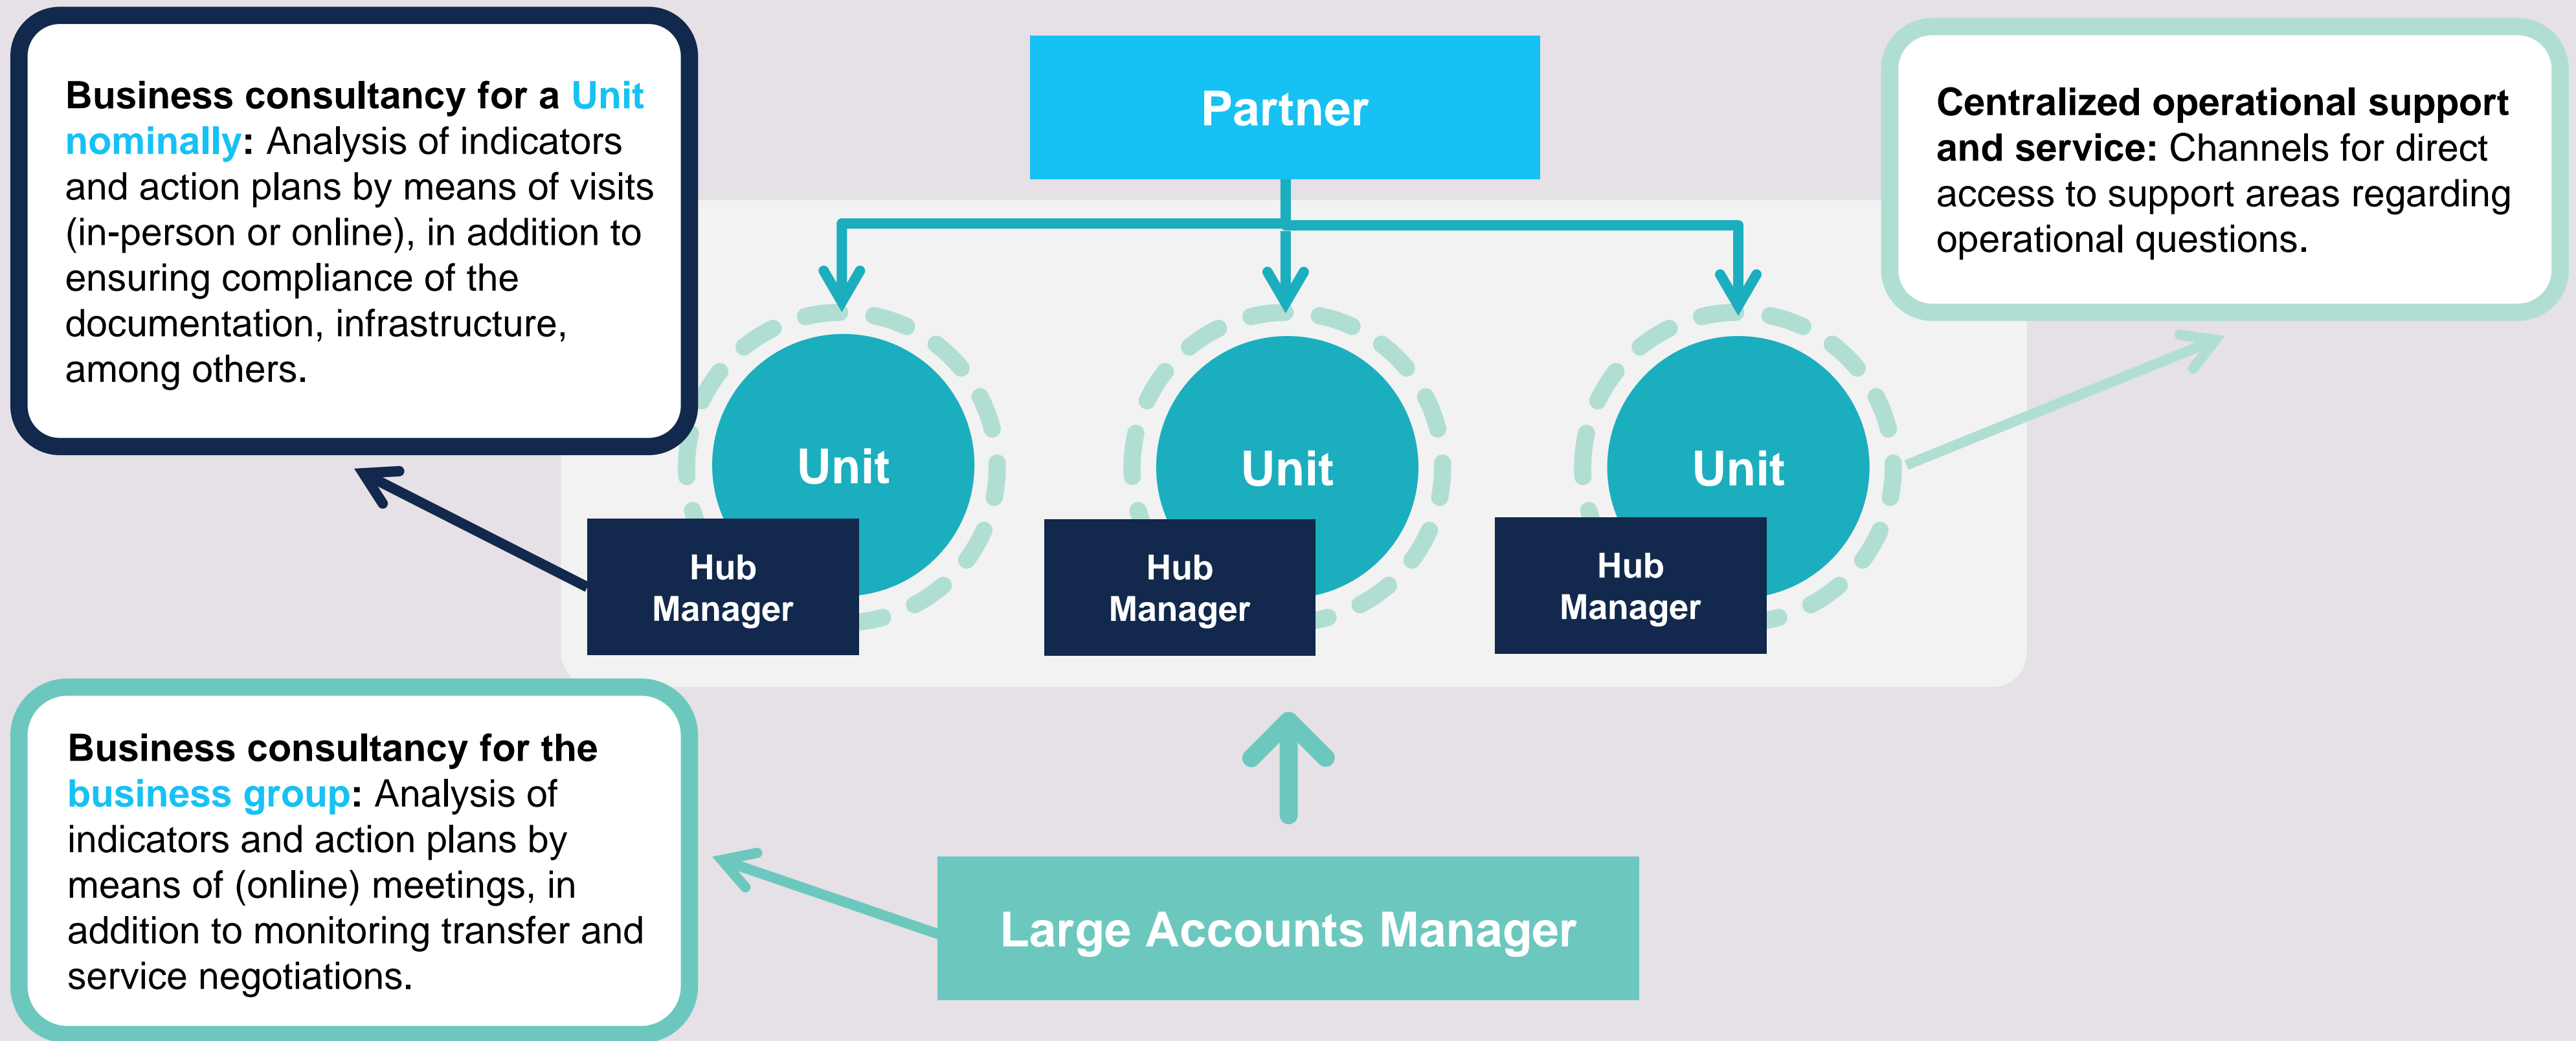 Business consultancy for a Unit
nominally: Analysis of indicators
and action plans by means of visits
(in-person or online), in addition to
ensuring compliance of the
documentation, infrastructure,
among others.
Partner
Centralized operational support
and service: Channels for direct
access to support areas regarding
operational questions.
Unit
Unit
Unit
Hub
Manager
Hub
Manager
Hub
Manager
Business consultancy for the
business group: Analysis of
indicators and action plans by
means of (online) meetings, in
addition to monitoring transfer and
service negotiations.
Large Accounts Manager